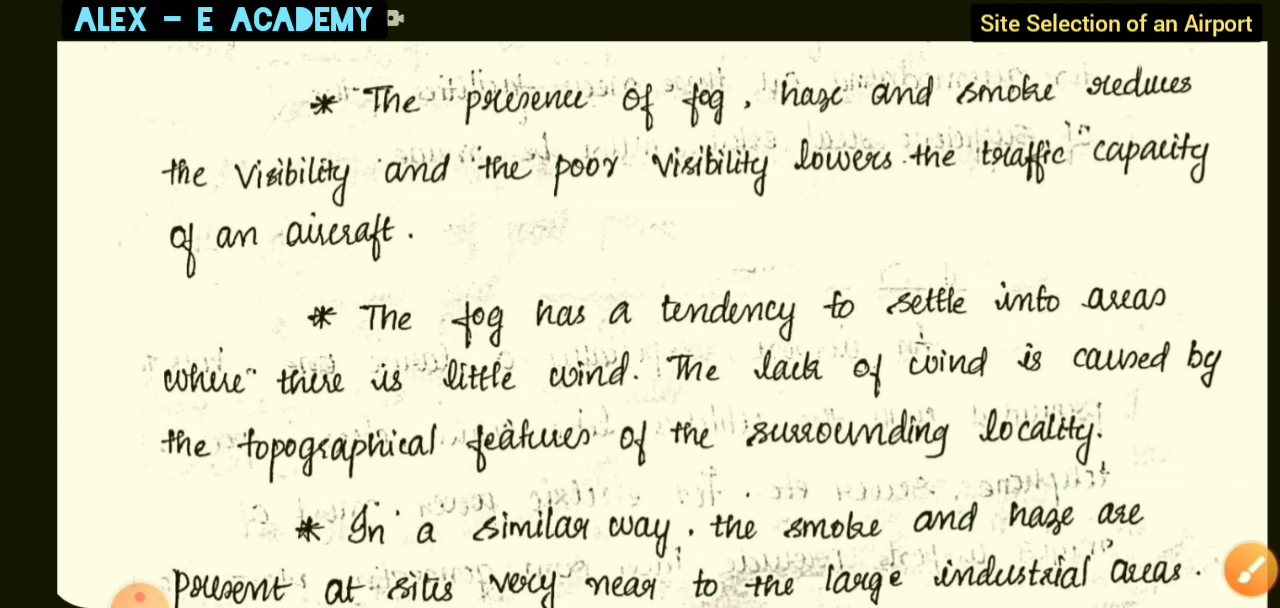 ALEX - E ACADEMY
Site Selection of an Airport
* The presence of fog, haze and smoke reduces
the visibility and the poor visibility lowers the traffic capacity
of an aircraft.
* The fog has a tendency to settle into areas
where there is little wind. The lack of wind is caused by
the topographical features of the surrounding locality.
* In a similar way, the smoke and haze are
present at sites very near to the large industrial areas.